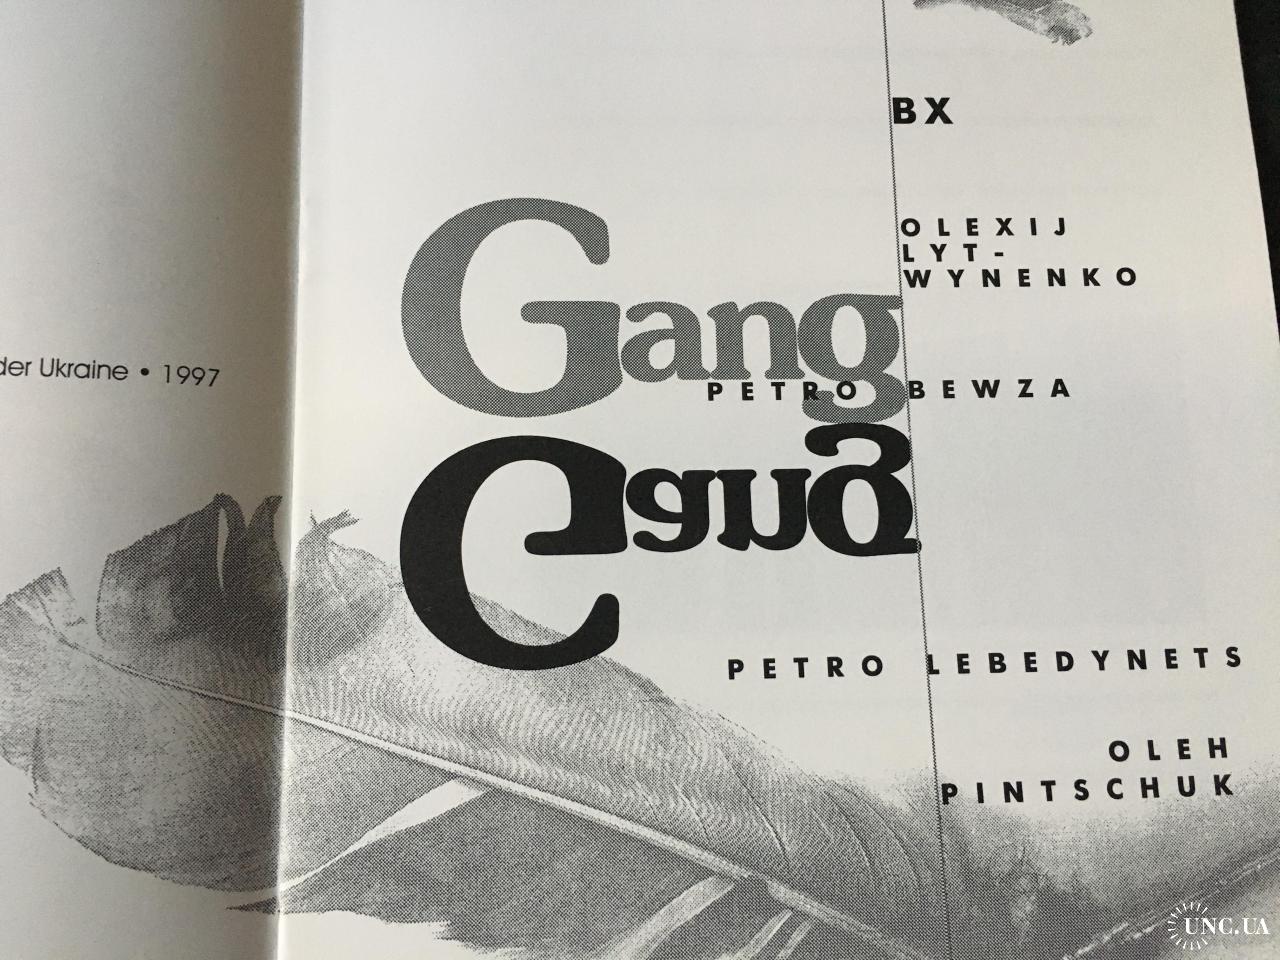 der Ukraine • 1997
BX
OLEXIJ
LYT-
WYNENKO
Gang
PETRO BEWZA
Gang
PETRO LEBEDYNETS
OLEH
PINTSCHUK
UNC.UA